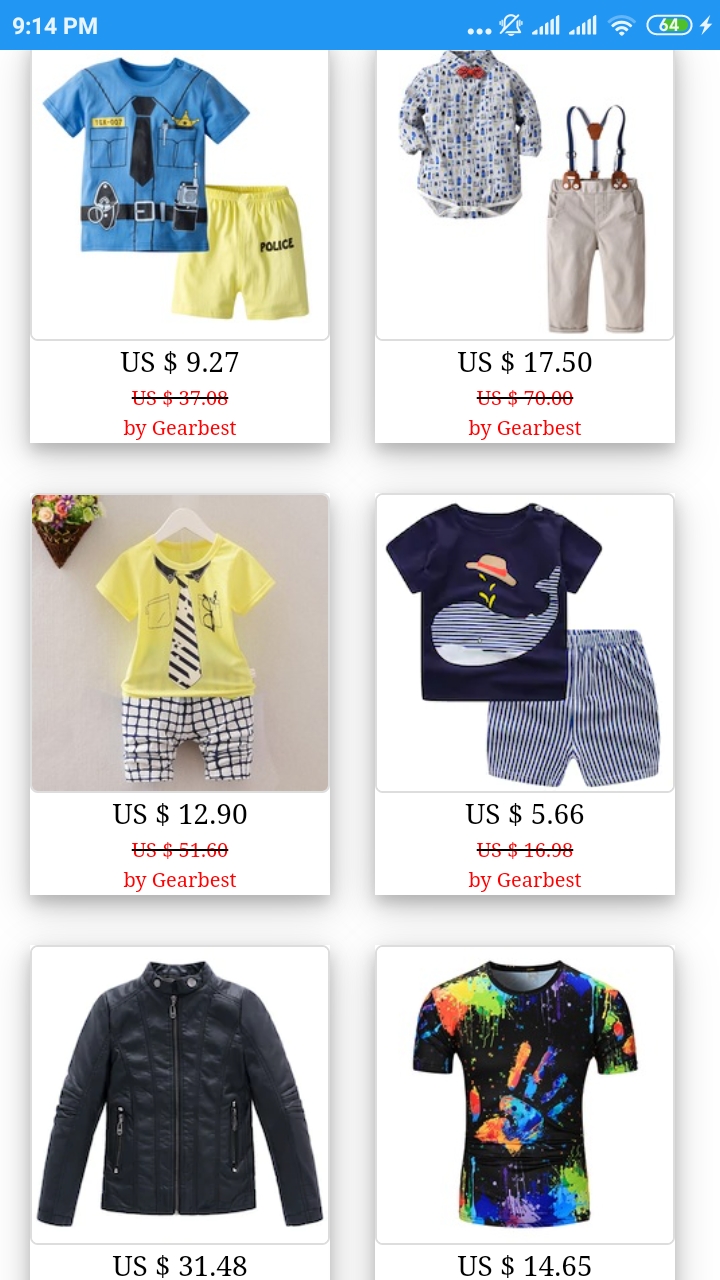 9:14 PM
64
POLICE
US $ 9.27
US $ 37.08
by Gearbest
US $ 17.50
US $ 70.00
by Gearbest
US $ 12.90
US $ 51.60
by Gearbest
US $ 5.66
US $ 16.98
by Gearbest
US $ 31.48
US $ 14.65